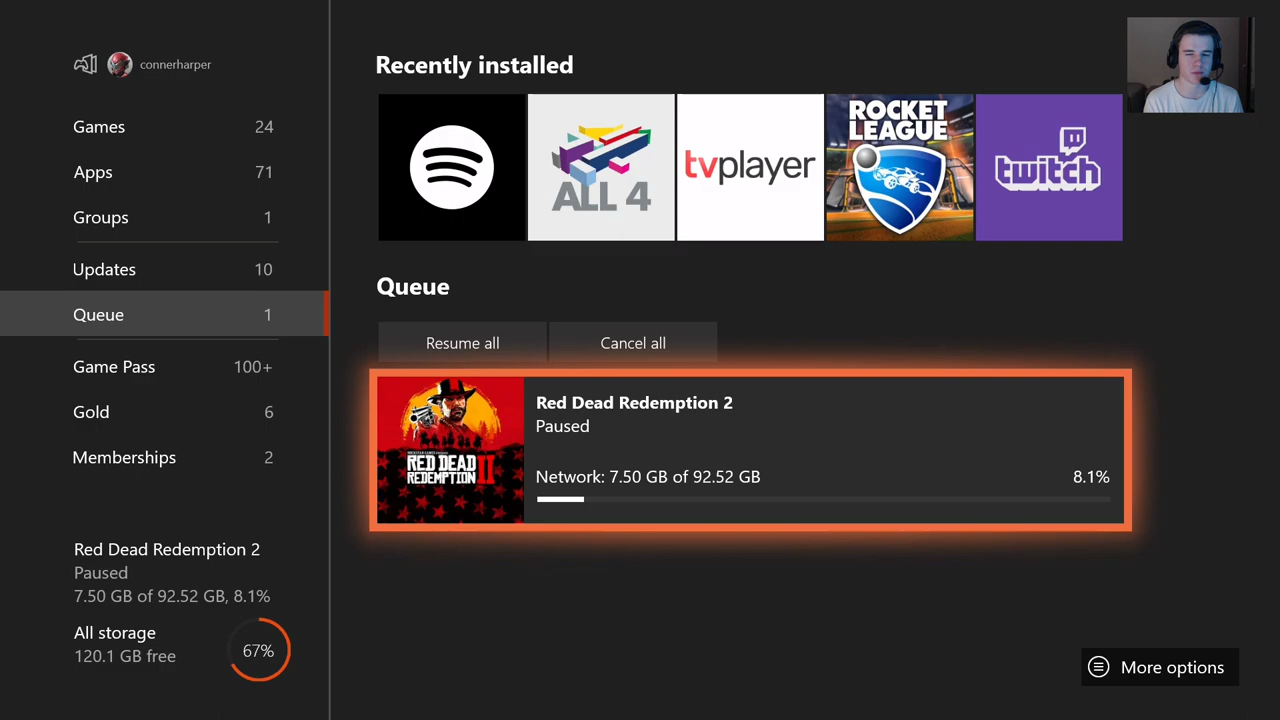 connerharper
Games 24
Apps 71
Groups 1
Updates 10
Queue 1
Game Pass 100+
Gold 6
Memberships 2
Red Dead Redemption 2
Paused
7.50 GB of 92.52 GB, 8.1%
All storage
120.1 GB free
67%
Recently installed
ALL 4
tvplayer
ROCKET
LEAGUE
twitch
Queue
Resume all
Cancel all
RED DEAD
REDEMPTION II
Red Dead Redemption 2
Paused
Network: 7.50 GB of 92.52 GB
8.1%
More options